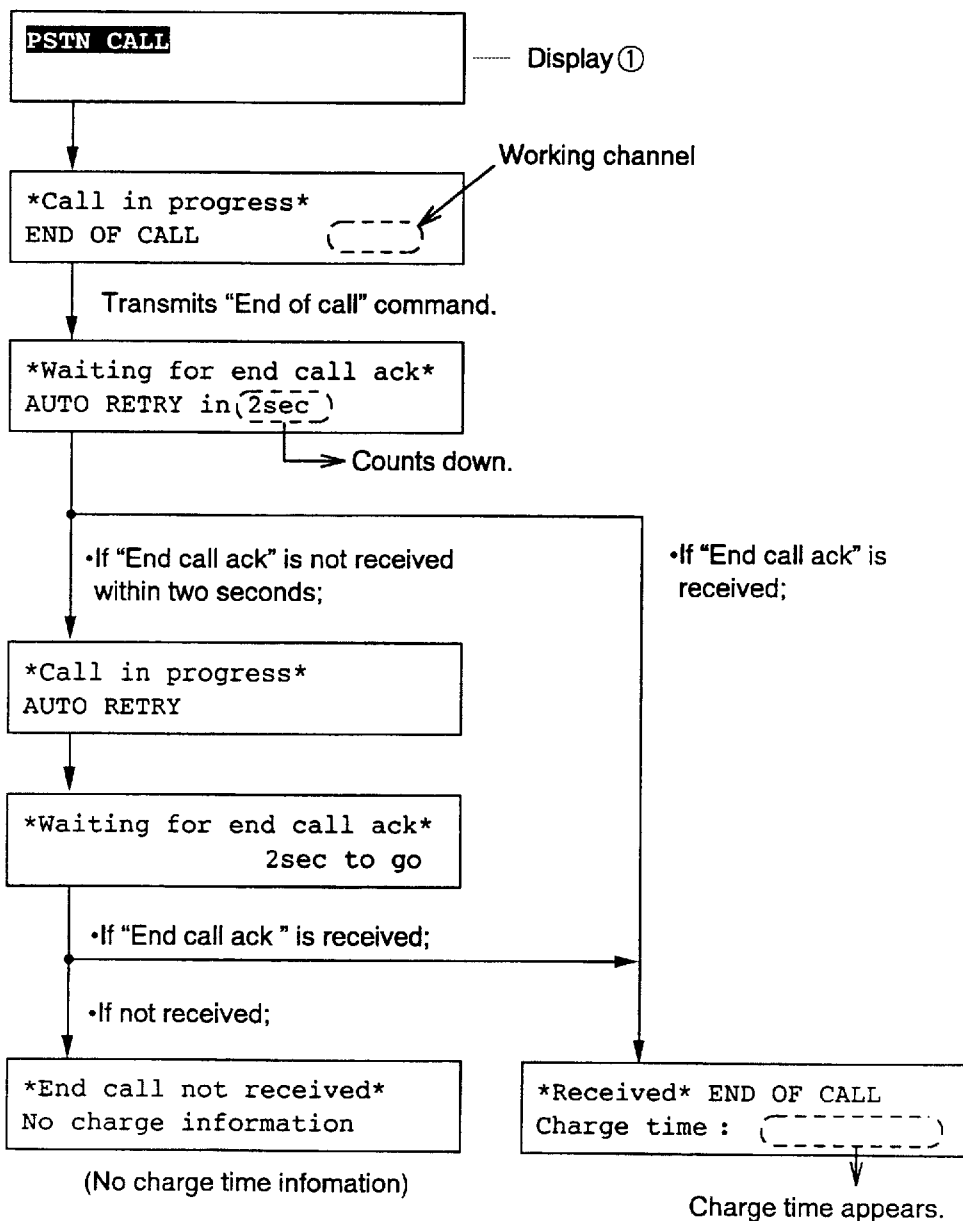 PSTN CALL
Display①
Working channel
*Call in progress*
END OF CALL
Transmits “End of call” command.
*Waiting for end call ack*
AUTO RETRY in 2sec
Counts down.
•If “End call ack” is not received
within two seconds;
•If “End call ack” is
received;
*Call in progress*
AUTO RETRY
*Waiting for end call ack*
2sec to go
•If “End call ack ” is received;
•If not received;
*End call not received*
No charge information
(No charge time infomation)
*Received* END OF CALL
Charge time :
Charge time appears.